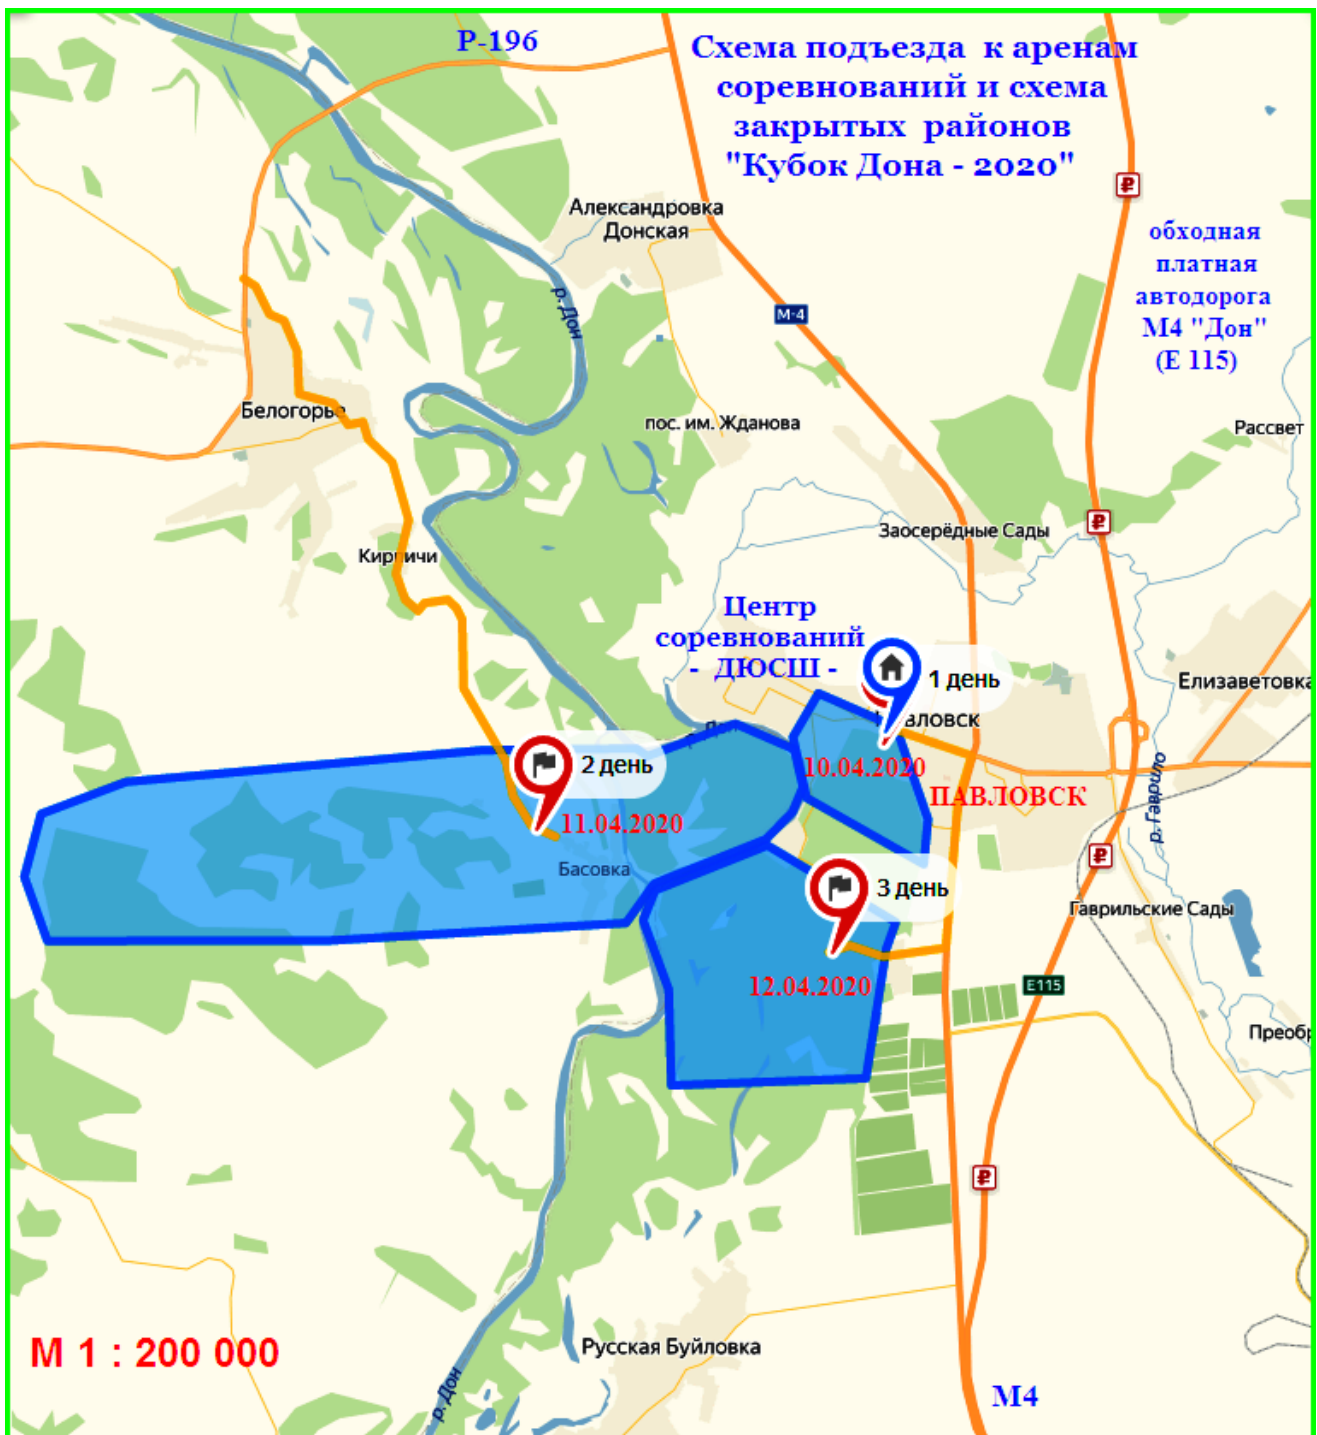 Р-196
Схема подъезда к аренам
соревнований и схема
закрытых районов
"Кубок Дона - 2020"
Александровка
Донская
обходная
платная
автодорога
М4 "Дон"
(Е 115)
р. Дон
М-4
Белогорье
пос. им. Жданова
Рассвет
Заосерёдные Сады
Кирпичи
Центр
соревнований
- ДЮСШ -
1 день
Елизаветовка
р. Дон
10.04.2020
ПАВЛОВСК
2 день
11.04.2020
р. Гаврило
Басовка
3 день
Гаврильские Сады
12.04.2020
E115
М 1 : 200 000
Русская Буйловка
р. Дон
М4